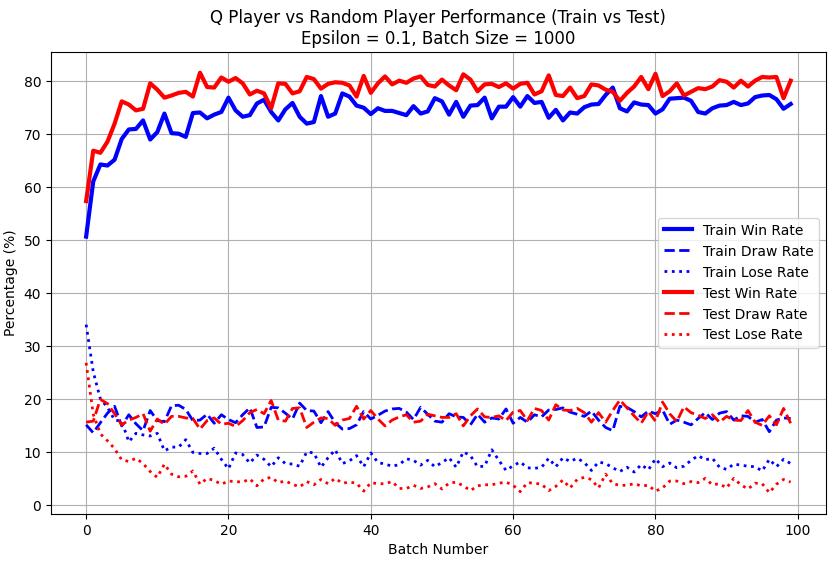 Q Player vs Random Player Performance (Train vs Test)
Epsilon = 0.1, Batch Size = 1000
Percentage (%)
80
70
60
50
40
30
20
10
0
Train Win Rate
Train Draw Rate
Train Lose Rate
Test Win Rate
Test Draw Rate
Test Lose Rate
0 20 40 60 80 100
Batch Number